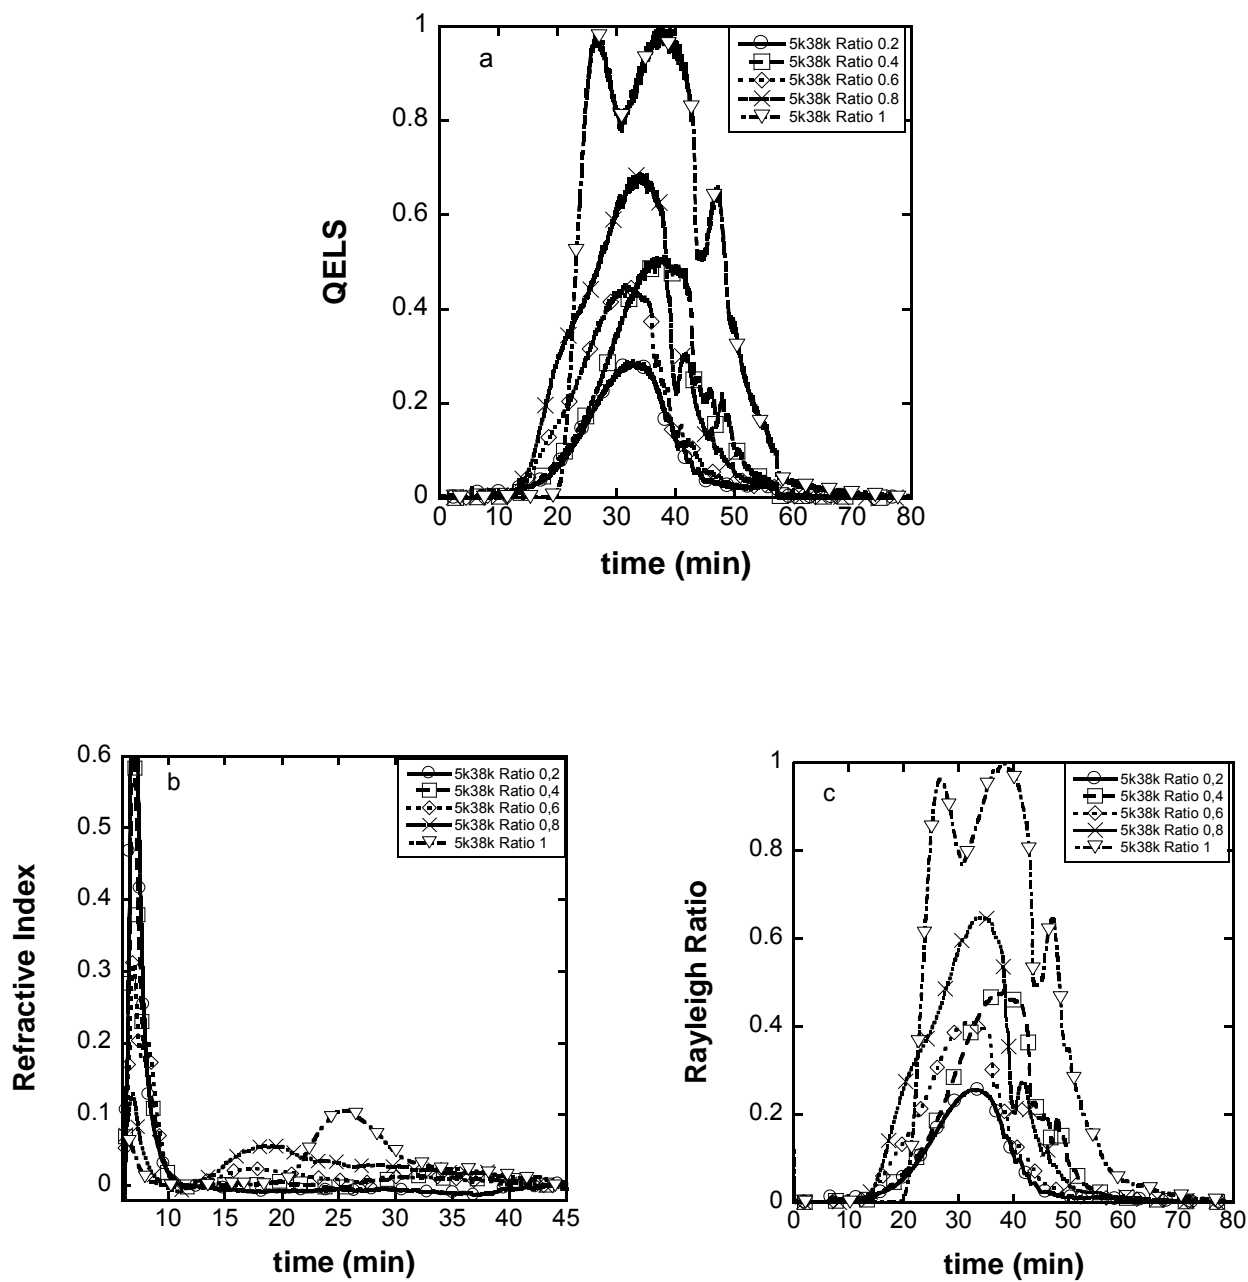 a
1
0.8
0.6
0.4
0.2
0
QELS
5k38k Ratio 0.2
5k38k Ratio 0.4
5k38k Ratio 0.6
5k38k Ratio 0.8
5k38k Ratio 1
0 10 20 30 40 50 60 70 80
time (min)
b
0.6
0.5
0.4
0.3
0.2
0.1
0
Refractive Index
5k38k Ratio 0,2
5k38k Ratio 0,4
5k38k Ratio 0,6
5k38k Ratio 0,8
5k38k Ratio 1
10 15 20 25 30 35 40 45
time (min)
c
1
0.8
0.6
0.4
0.2
0
Rayleigh Ratio
5k38k Ratio 0,2
5k38k Ratio 0,4
5k38k Ratio 0,6
5k38k Ratio 0,8
5k38k Ratio 1
0 10 20 30 40 50 60 70 80
time (min)